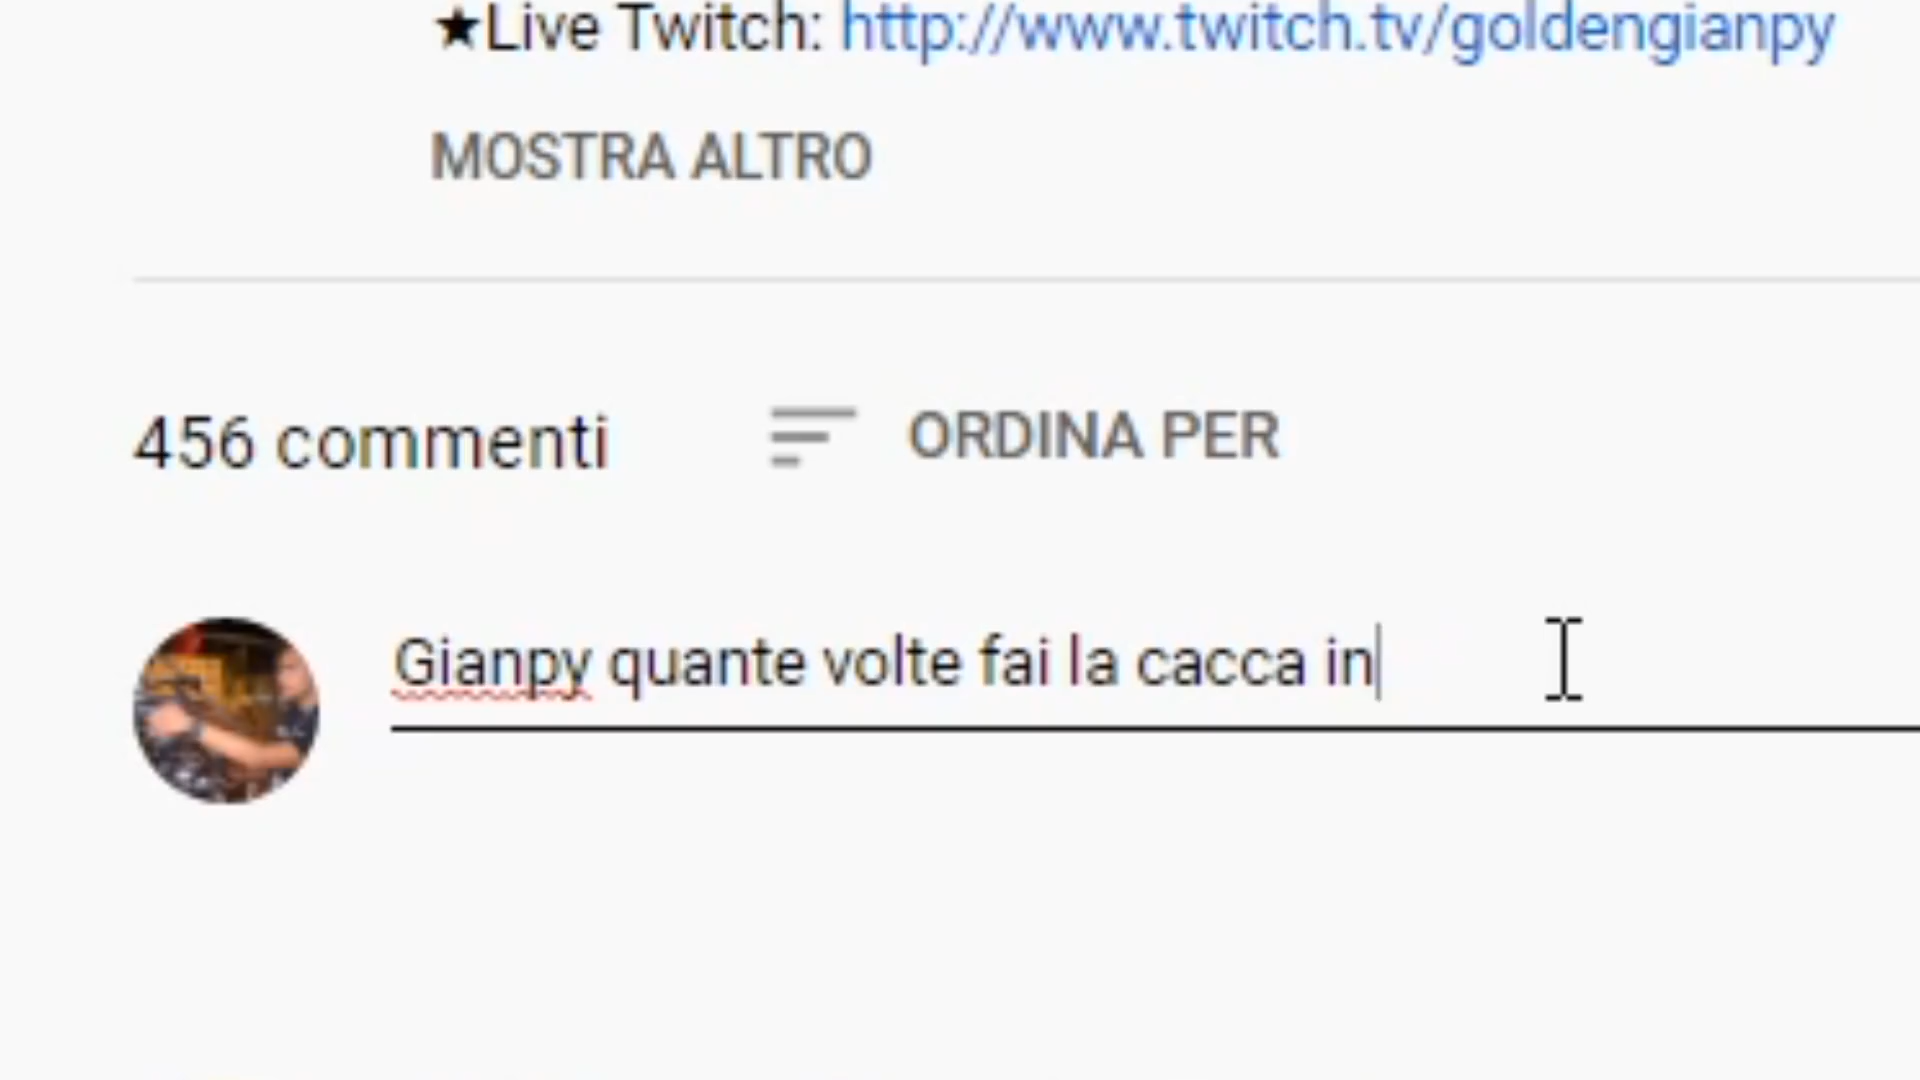 ★Live Twitch: http://www.twitch.tv/goldengianpy
MOSTRA ALTRO
456 commenti ORDINA PER
Gianpy quante volte fai la cacca in